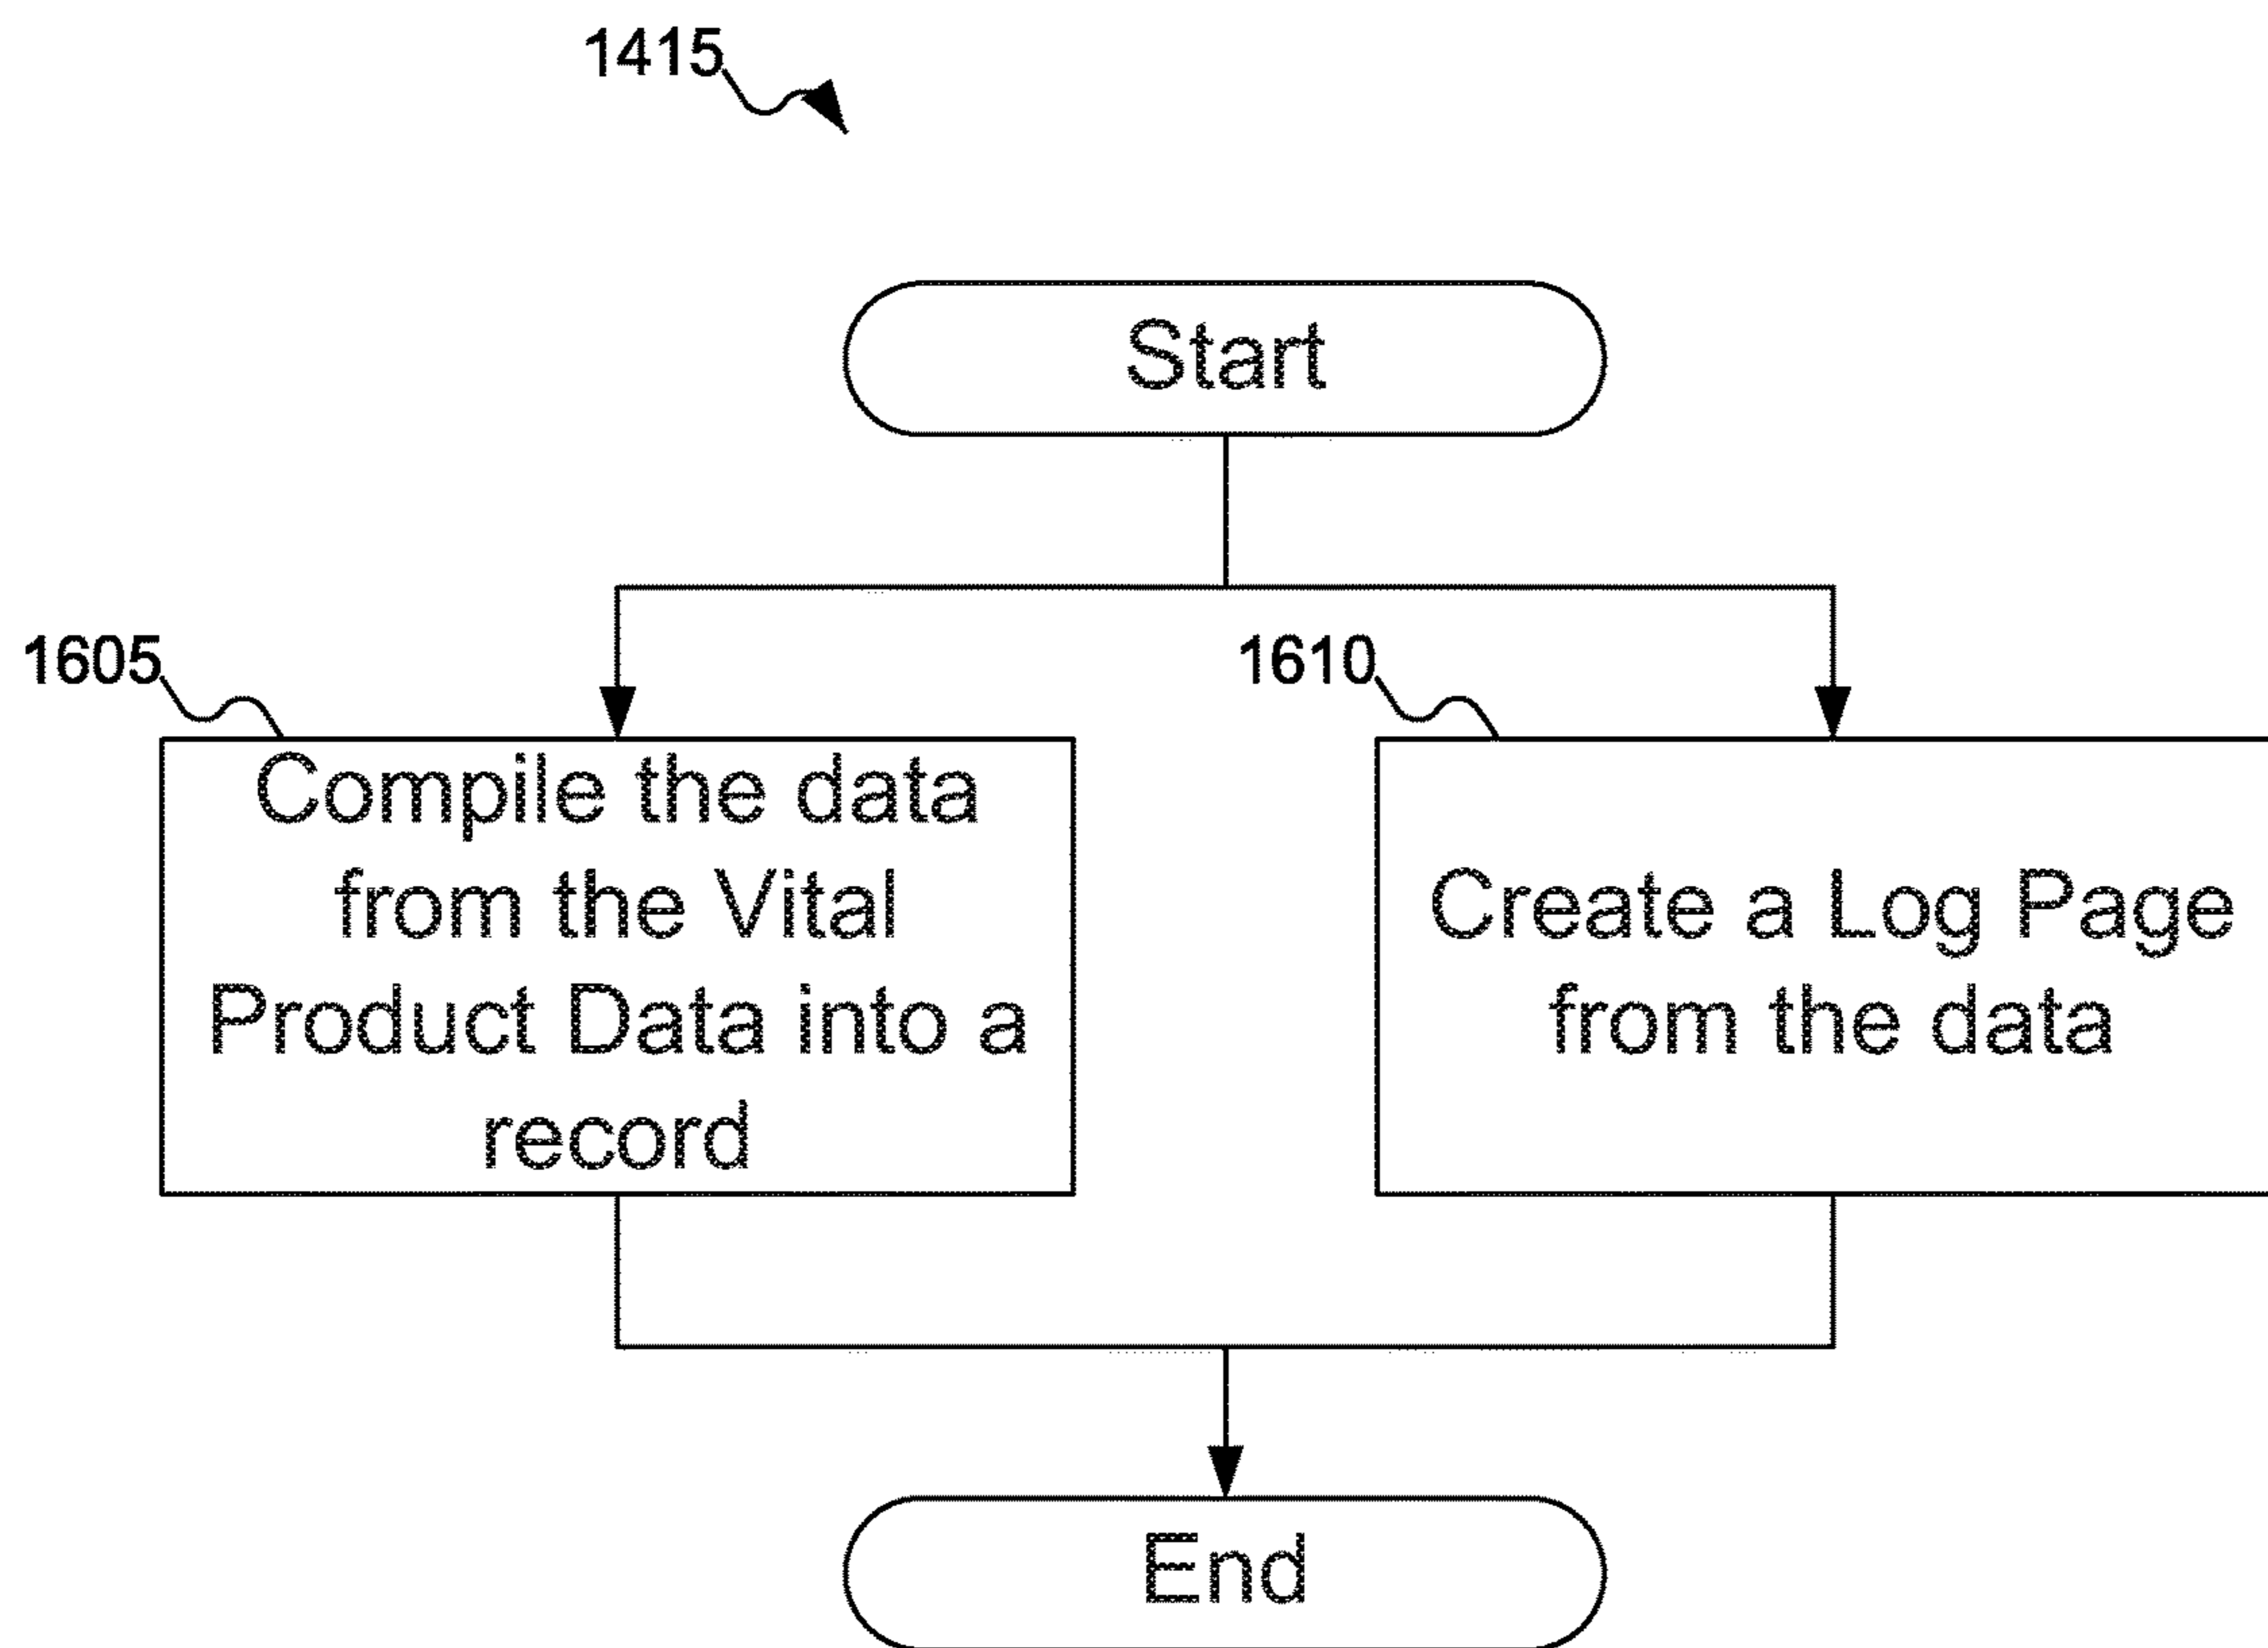 1415
Start
1605
1610
Compile the data
from the Vital
Product Data into a
record
Create a Log Page
from the data
End